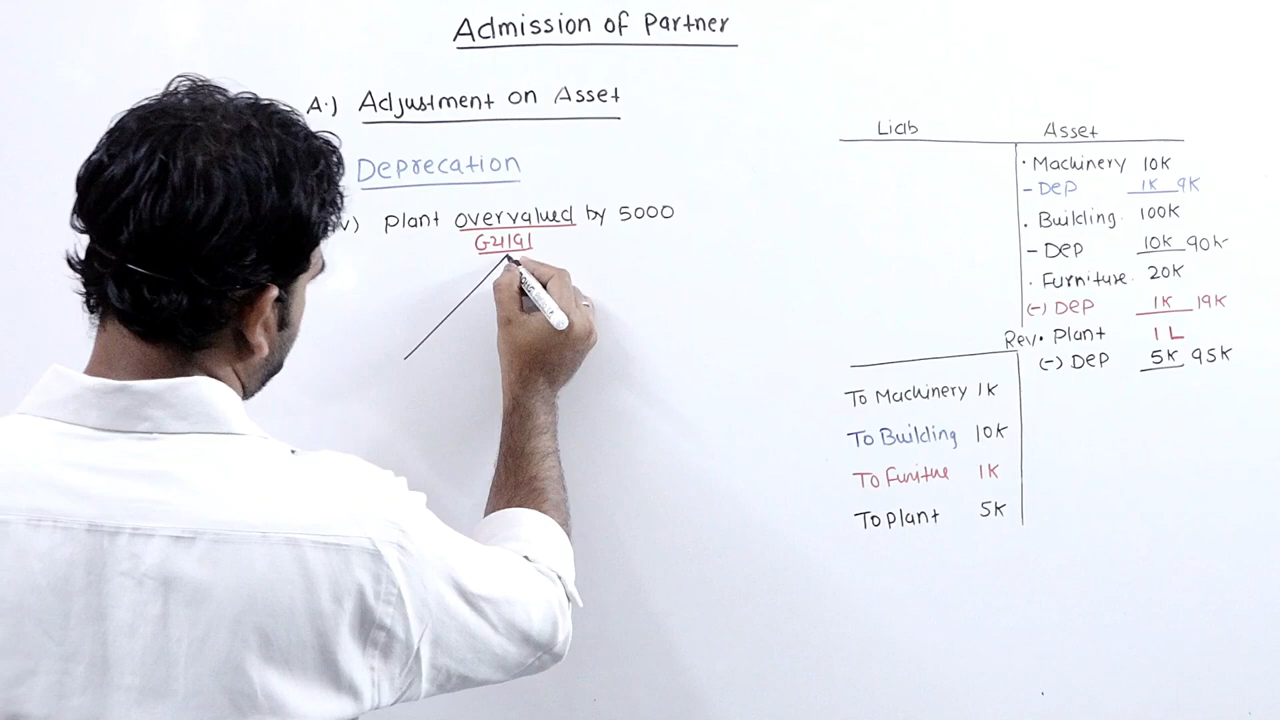 Admission of Partner
A.) Adjustment on Asset
Deprecation
v) Plant overvalued by 5000
Liab
Asset
· Machinery 10K
- Dep 1K 9K
· Building. 100K
- Dep 10K 90K
· Furniture. 20K
(-) Dep 1K 19K
Rev. Plant 1 L
(-) Dep 5K 95K
To Machinery 1K
To Building 10K
To Funitue 1K
To plant 5K